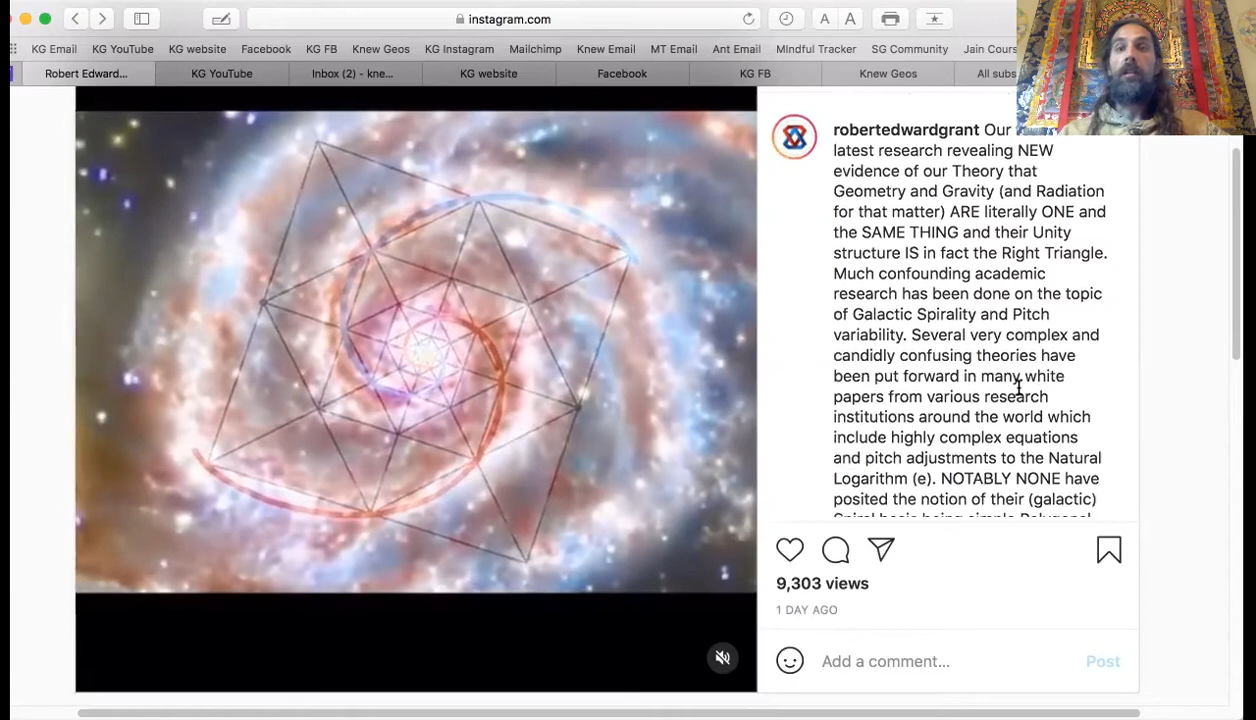 instagram.com
A A
KG Email KG YouTube KG website Facebook KG FB Knew Geos SG Instagram Mailchimp Knew Email MT Email Ant Email MIndful Tracker SG Community Jain Cours
Robert Edward... KG YouTube Inbox (2) - kne... KG website Facebook KG FB Knew Geos All subs
robertedwardgrant Our
latest research revealing NEW
evidence of our Theory that
Geometry and Gravity (and Radiation
for that matter) ARE literally ONE and
the SAME THING and their Unity
structure IS in fact the Right Triangle.
Much confounding academic
research has been done on the topic
of Galactic Spirality and Pitch
variability. Several very complex and
candidly confusing theories have
been put forward in many white
papers from various research
institutions around the world which
include highly complex equations
and pitch adjustments to the Natural
Logarithm (e). NOTABLY NONE have
posited the notion of their (galactic)
Spiral basis being simple Polygonal
9,303 views
1 DAY AGO
Add a comment... Post